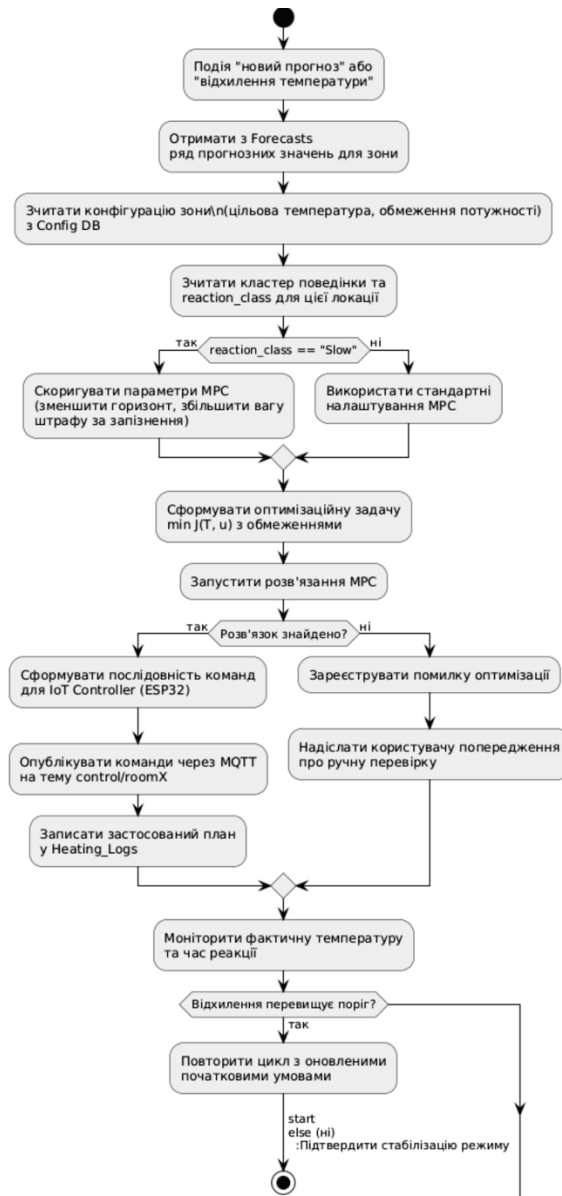 Подія "новий прогноз" або
"відхилення температури"
Отримати з Forecasts
ряд прогнозних значень для зони
Зчитати конфігурацію зони\n(цільова температура, обмеження потужності)
з Config DB
Зчитати кластер поведінки та
reaction_class для цієї локації
так
reaction_class == "Slow"
ні
Скоригувати параметри MPC
(зменшити горизонт, збільшити вагу
штрафу за запізнення)
Використати стандартні
налаштування MPC
Сформувати оптимізаційну задачу
min J(T, u) з обмеженнями
Запустити розв'язання MPC
так
Розв'язок знайдено?
ні
Сформувати послідовність команд
для IoT Controller (ESP32)
Зареєструвати помилку оптимізації
Опублікувати команди через MQTT
на тему control/roomX
Надіслати користувачу попередження
про ручну перевірку
Записати застосований план
у Heating_Logs
Моніторити фактичну температуру
та час реакції
Відхилення перевищує поріг?
так
Повторити цикл з оновленими
початковими умовами
start
else (ні)
:Підтвердити стабілізацію режиму